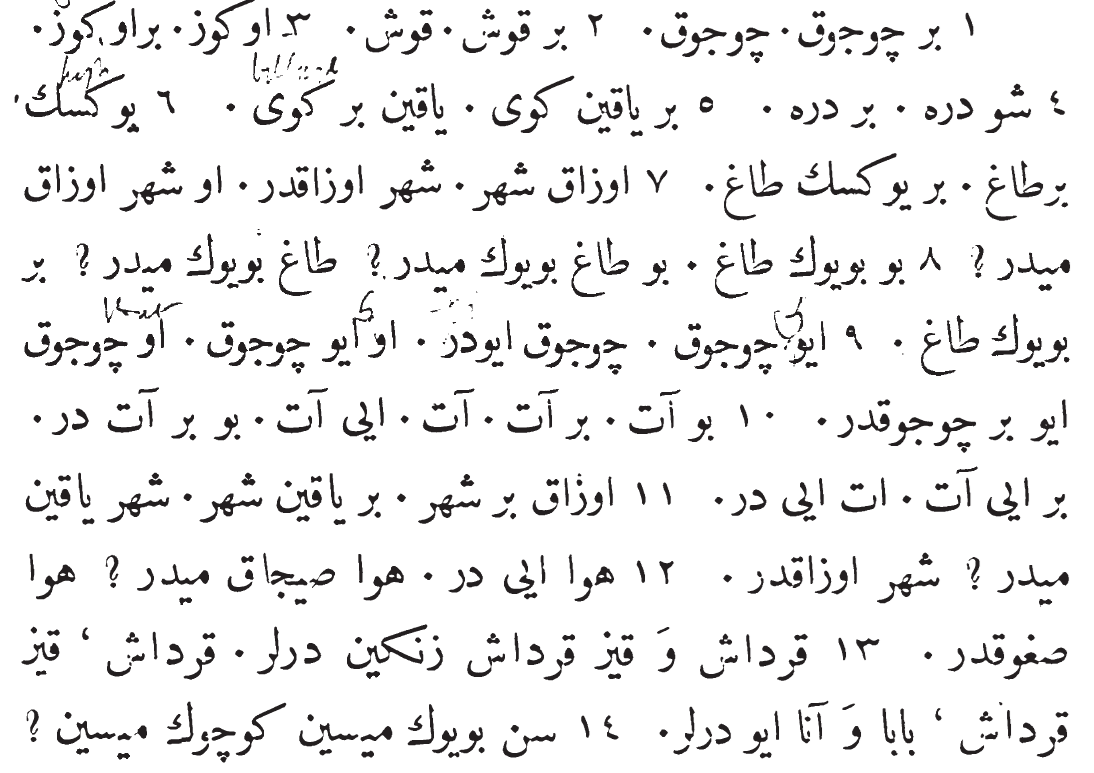 ١ بر چوجوق · چوجوق · ٢ بر قوش · قوش · ٣ اوكوز · براوكوز ·
٤ شو دره · بر دره · ٥ بر ياقين كوى · ياقين بر كوى · ٦ يوكسك
برطاغ · بر يوكسك طاغ · ٧ اوزاق شهر · شهر اوزاقدر · او شهر اوزاق
ميدر ? ٨ بو بويوك طاغ · بو طاغ بويوك ميدر ? طاغ بويوك ميدر ? بر
بويوك طاغ · ٩ ايو چوجوق · چوجوق ايودر · او ايو چوجوق · او چوجوق
ايو بر چوجوقدر · ١٠ بو آت · بر آت · آت · ايى آت · بو بر آت در ·
بر ايى آت · ات ايى در · ١١ اوزاق بر شهر · بر ياقين شهر · شهر ياقين
ميدر ? شهر اوزاقدر · ١٢ هوا ايى در · هوا صيجاق ميدر ? هوا
صغوقدر · ١٣ قرداش وَ قيز قرداش زنكين درلر · قرداش ‘ قيز
قرداش ‘ بابا وَ آنا ايو درلر · ١٤ سن بويوك ميسين كوچوك ميسين ?